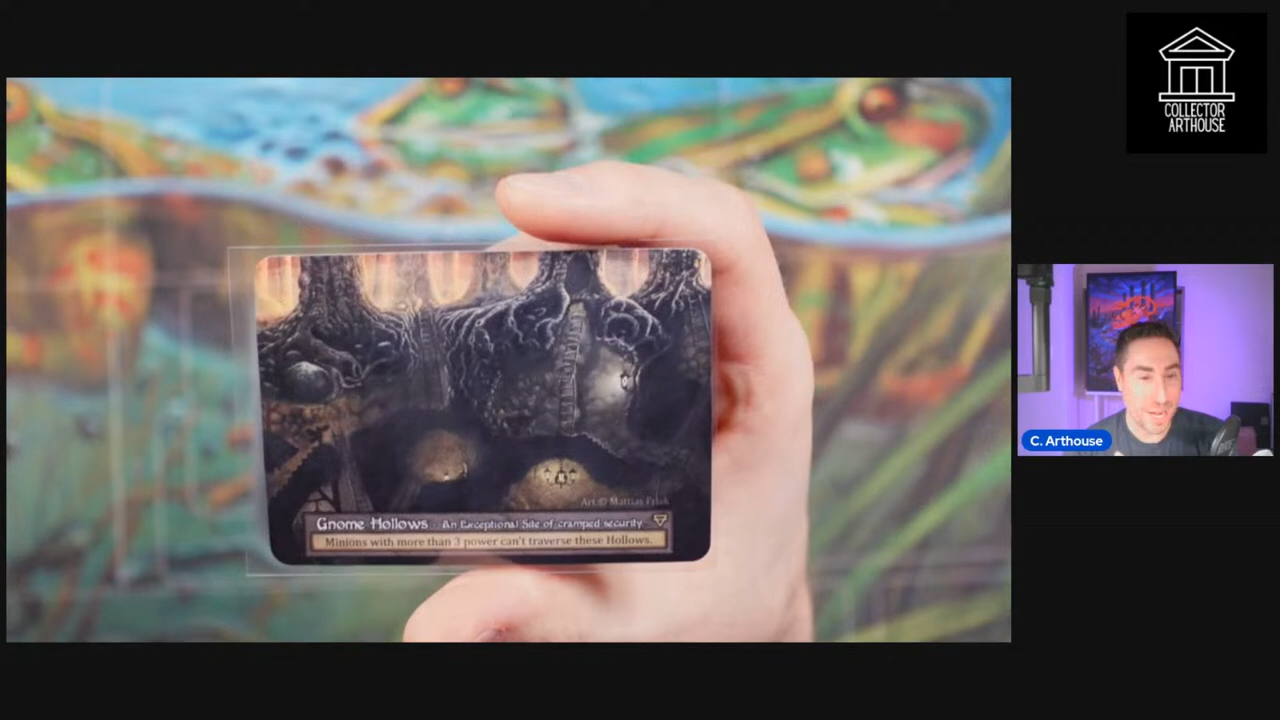 COLLECTOR
ARTHOUSE
C. Arthouse
Art © Mattias Frisk
Gnome Hollows - An Exceptional Site of cramped security
Minions with more than 3 power can't traverse these Hollows.